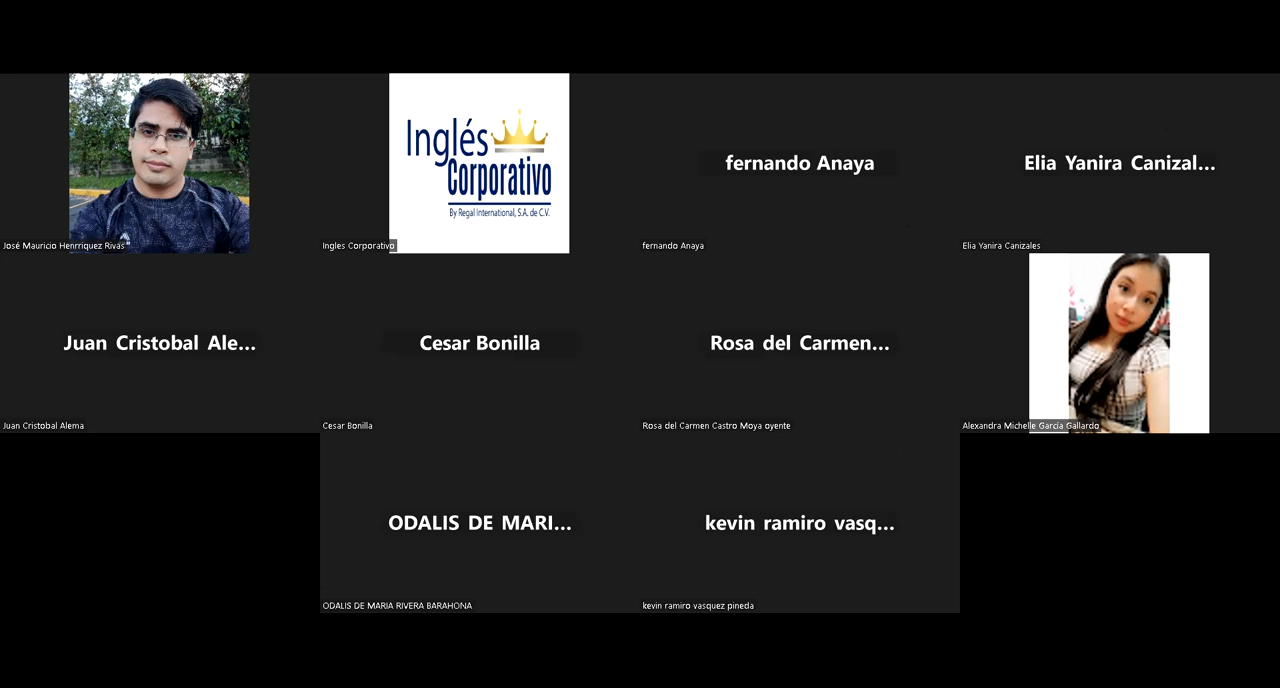 José Mauricio Henrriquez Rivas
Inglés
Corporativo
By Regal International, S.A. de C.V.
Ingles Corporativo
fernando Anaya
fernando Anaya
Elia Yanira Canizal...
Elia Yanira Canizales
Juan Cristobal Ale...
Juan Cristobal Alema
Cesar Bonilla
Cesar Bonilla
Rosa del Carmen...
Rosa del Carmen Castro Moya oyente
Alexandra Michelle García Gallardo
ODALIS DE MARI...
ODALIS DE MARIA RIVERA BARAHONA
kevin ramiro vasq...
kevin ramiro vasquez pineda